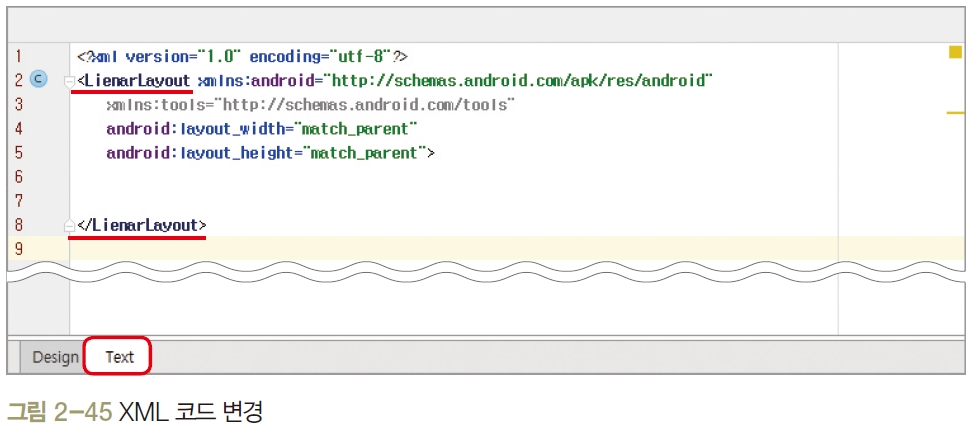 1 <?xml version="1.0" encoding="utf-8"?>
2 C <LienarLayout xmlns:android="http://schemas.android.com/apk/res/android"
3 xmlns:tools="http://schemas.android.com/tools"
4 android:layout_width="match_parent"
5 android:layout_height="match_parent">
6
7
8 </LienarLayout>
9
Design Text
그림 2-45 XML 코드 변경